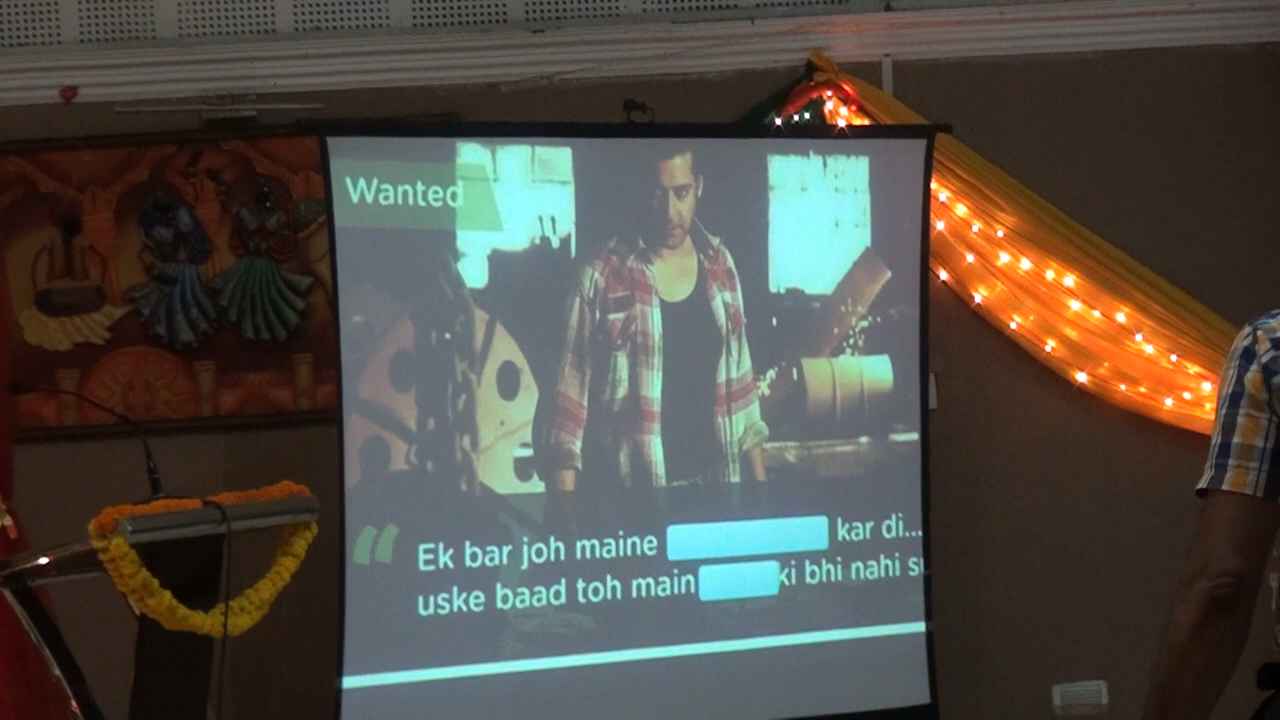 Wanted
Ek bar joh maine kar di...
uske baad toh main ki bhi nahi